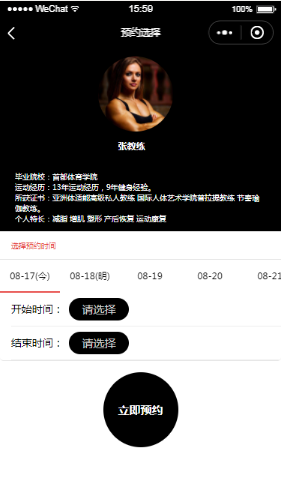 WeChat 15:59 100%
预约选择
张教练
毕业院校：首都体育学院
运动经历：13年运动经历，9年健身经验。
所获证书：亚洲体适能高级私人教练 国际人体艺术学院普拉提教练 节奏瑜
伽教练。
个人特长：减脂 增肌 塑形 产后恢复 运动康复
选择预约时间
08-17(今) 08-18(明) 08-19 08-20 08-21
开始时间： 请选择
结束时间： 请选择
立即预约